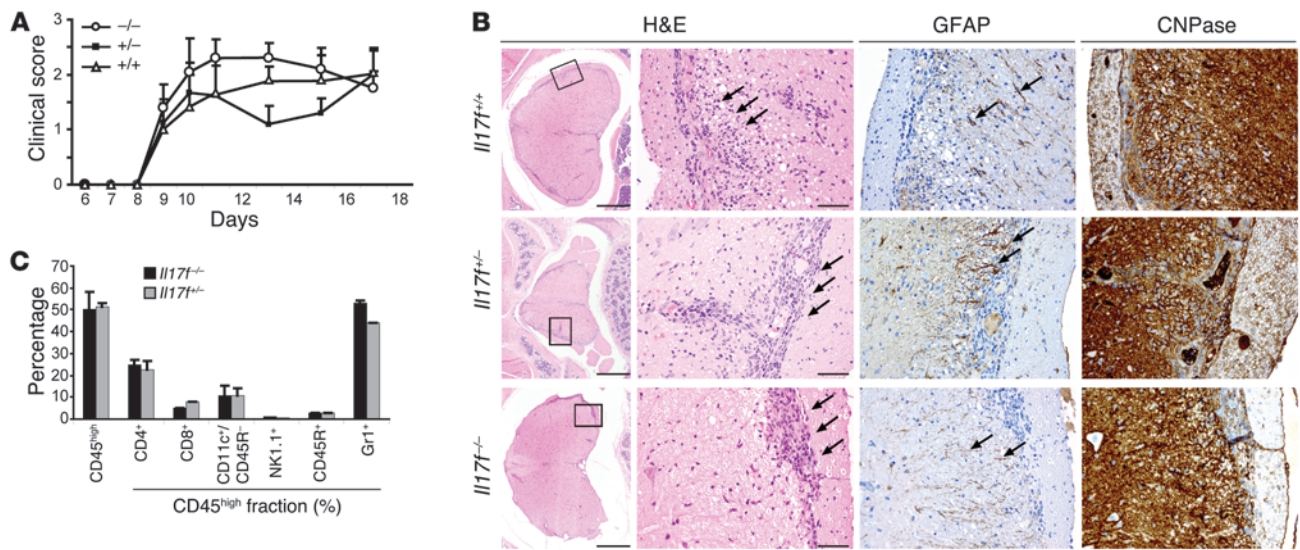 A
3
2
1
0
Clinical score
−/−
+/−
+/+
6 7 8 9 10 12 14 16 18
Days
B
H&E GFAP CNPase
Il17f+/+
Il17f+/−
Il17f−/−
C
70
60
50
40
30
20
10
0
Percentage
Il17f−/−
Il17f+/−
CD45high
CD4+
CD8+
CD11c+/
CD45R−
NK1.1+
CD45R+
Gr1+
CD45high fraction (%)